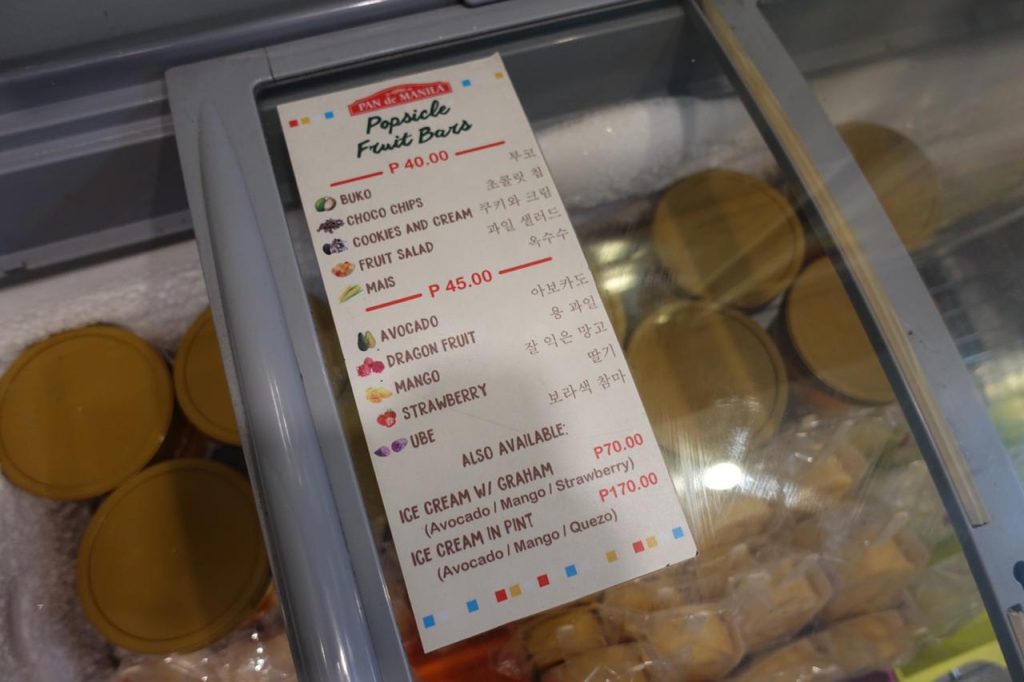 PAN de MANILA
Popsicle
Fruit Bars
P 40.00
BUKO 부코
CHOCO CHIPS 초콜릿 칩
COOKIES AND CREAM 쿠키와 크림
FRUIT SALAD 과일 샐러드
MAIS 옥수수
P 45.00
AVOCADO 아보카도
DRAGON FRUIT 용 과일
MANGO 잘 익은 망고
STRAWBERRY 딸기
UBE 보라색 참마
ALSO AVAILABLE:
ICE CREAM W/ GRAHAM P70.00
(Avocado / Mango / Strawberry)
ICE CREAM IN PINT P170.00
(Avocado / Mango / Quezo)